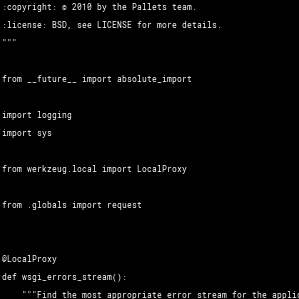 :copyright: © 2010 by the Pallets team.
:license: BSD, see LICENSE for more details.
"""
from __future__ import absolute_import
import logging
import sys
from werkzeug.local import LocalProxy
from .globals import request
@LocalProxy
def wsgi_errors_stream():
"""Find the most appropriate error stream for the applic